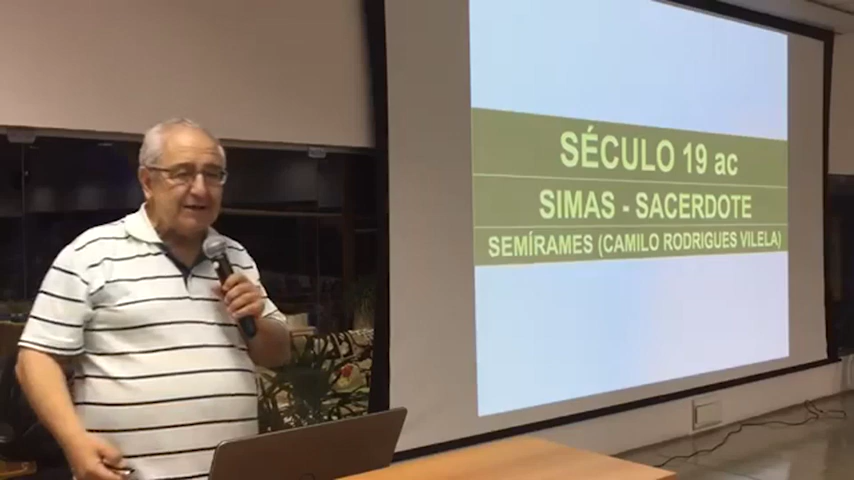 SÉCULO 19 ac
SIMAS - SACERDOTE
SEMÍRAMES (CAMILO RODRIGUES VILELA)